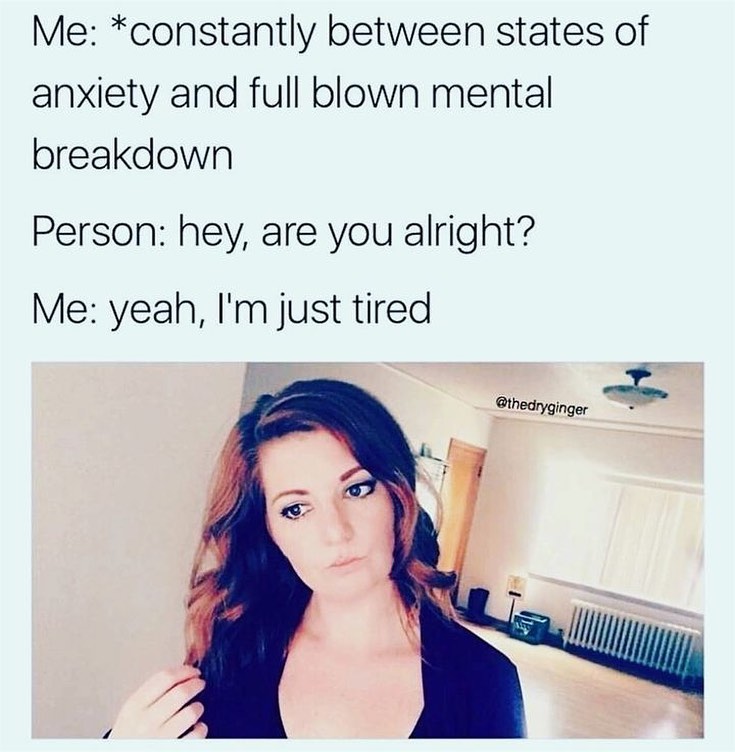 Me: *constantly between states of
anxiety and full blown mental
breakdown
Person: hey, are you alright?
Me: yeah, I'm just tired
@thedryginger